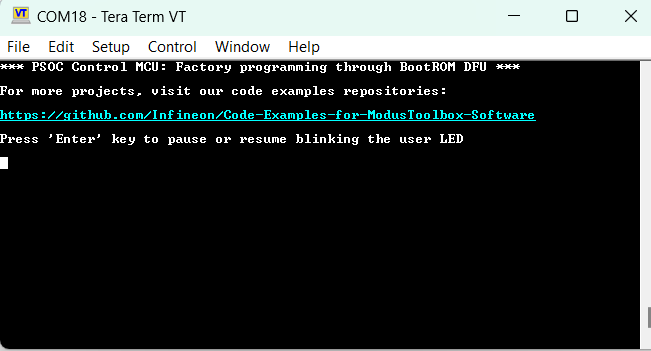 VT COM18 - Tera Term VT
File Edit Setup Control Window Help
*** PSOC Control MCU: Factory programming through BootROM DFU ***
For more projects, visit our code examples repositories:
https://github.com/Infineon/Code-Examples-for-ModusToolbox-Software
Press 'Enter' key to pause or resume blinking the user LED